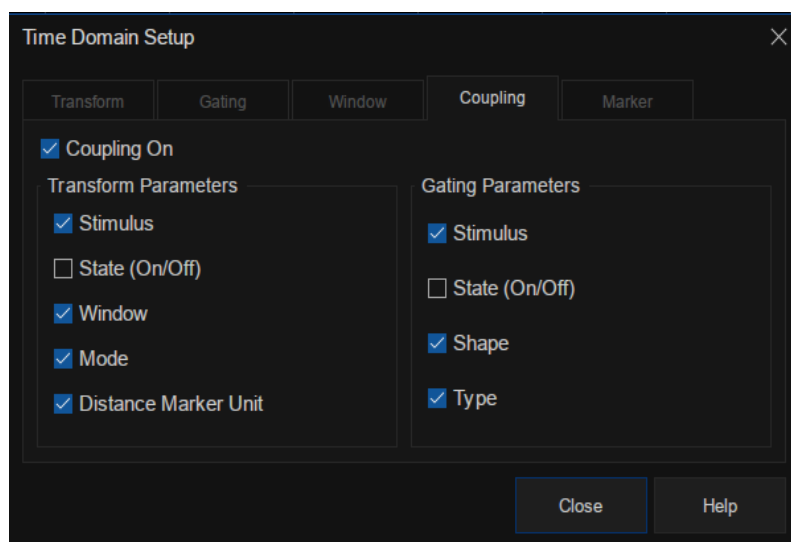 Time Domain Setup
Transform Gating Window Coupling Marker
Coupling On
Transform Parameters
Stimulus
State (On/Off)
Window
Mode
Distance Marker Unit
Gating Parameters
Stimulus
State (On/Off)
Shape
Type
Close Help